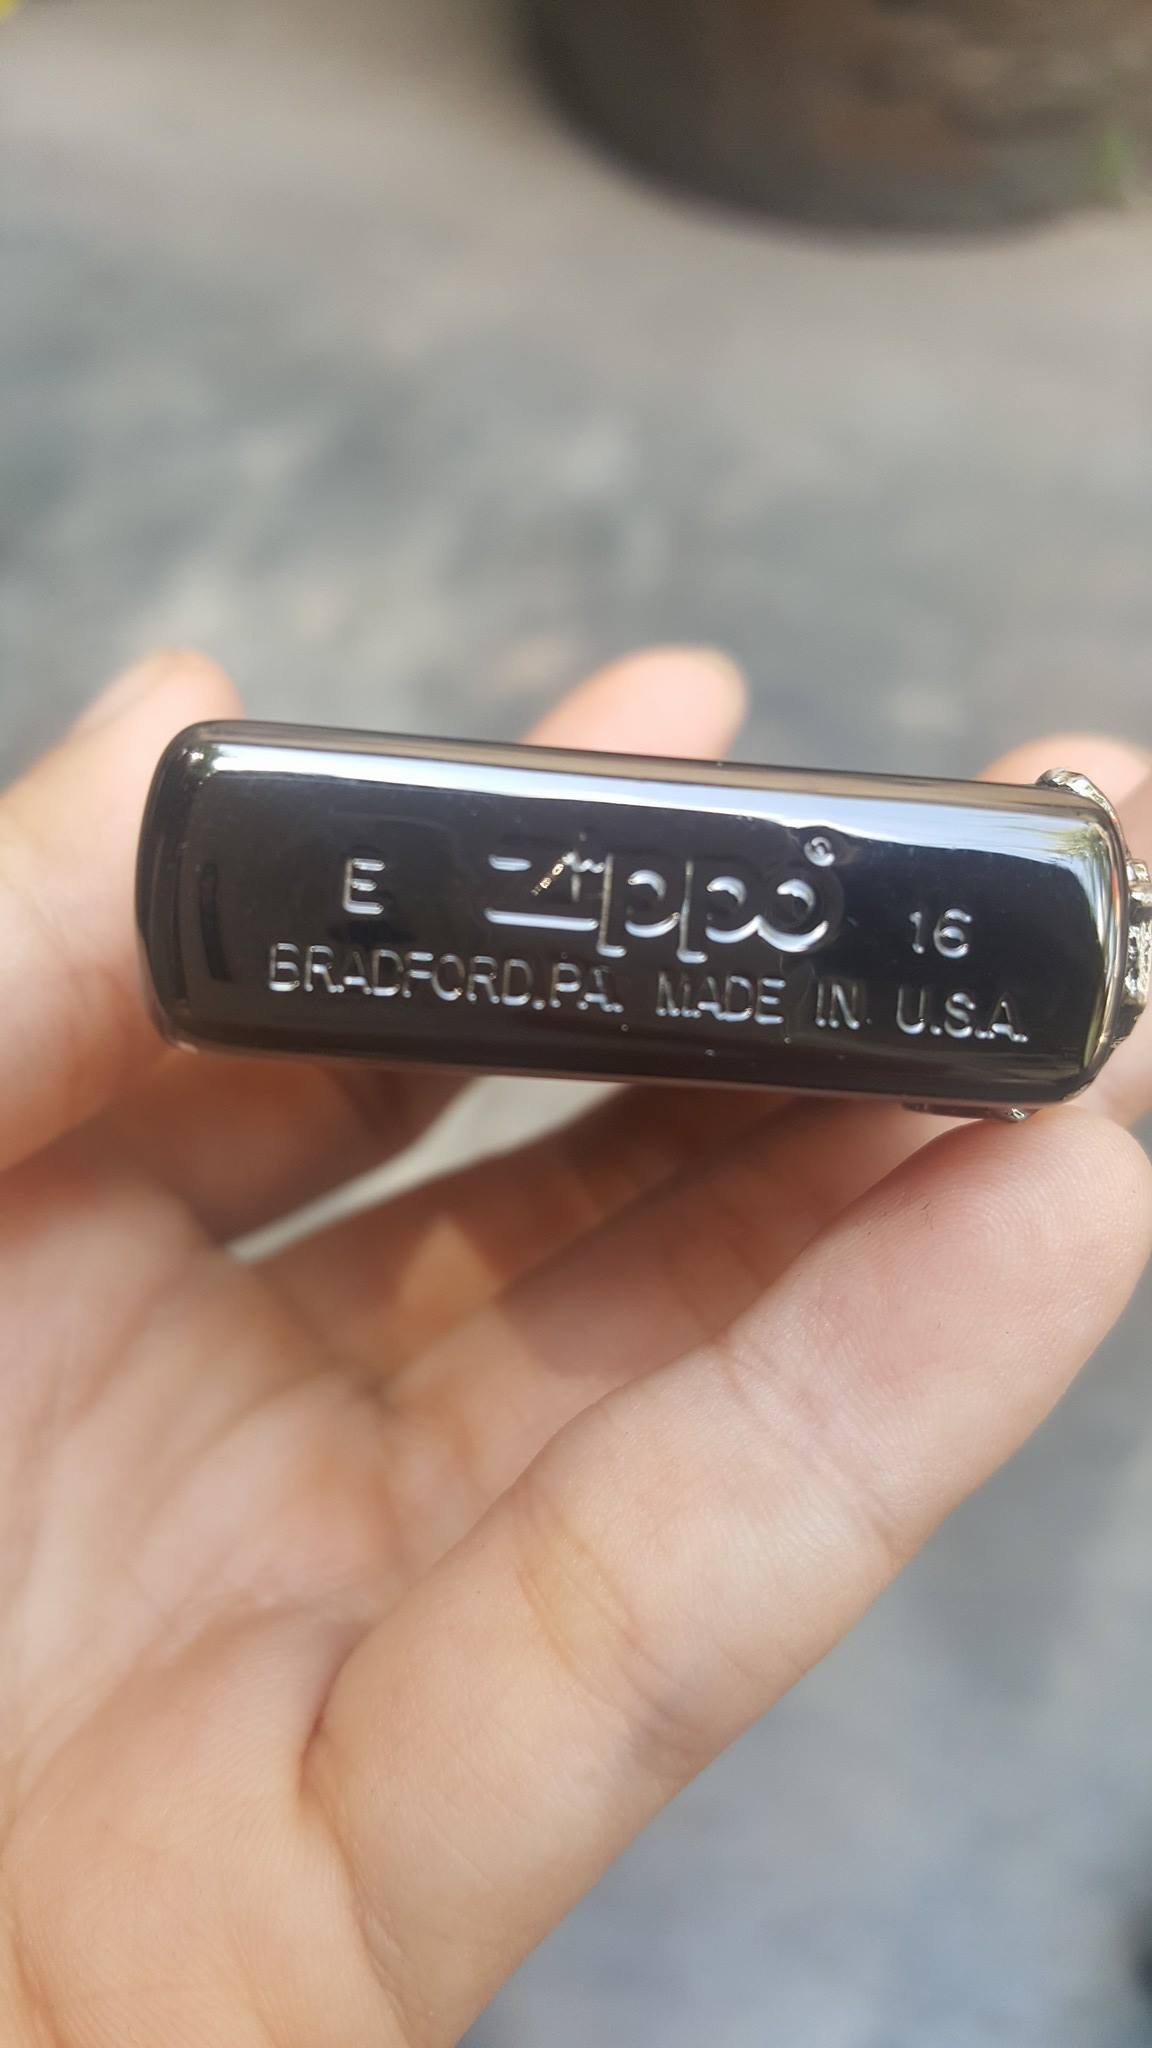 E Zippo ® 16
BRADFORD,PA. MADE IN U.S.A.